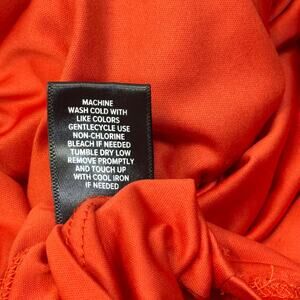 MACHINE
WASH COLD WITH
LIKE COLORS
GENTLECYCLE USE
NON-CHLORINE
BLEACH IF NEEDED
TUMBLE DRY LOW
REMOVE PROMPTLY
AND TOUCH UP
WITH COOL IRON
IF NEEDED